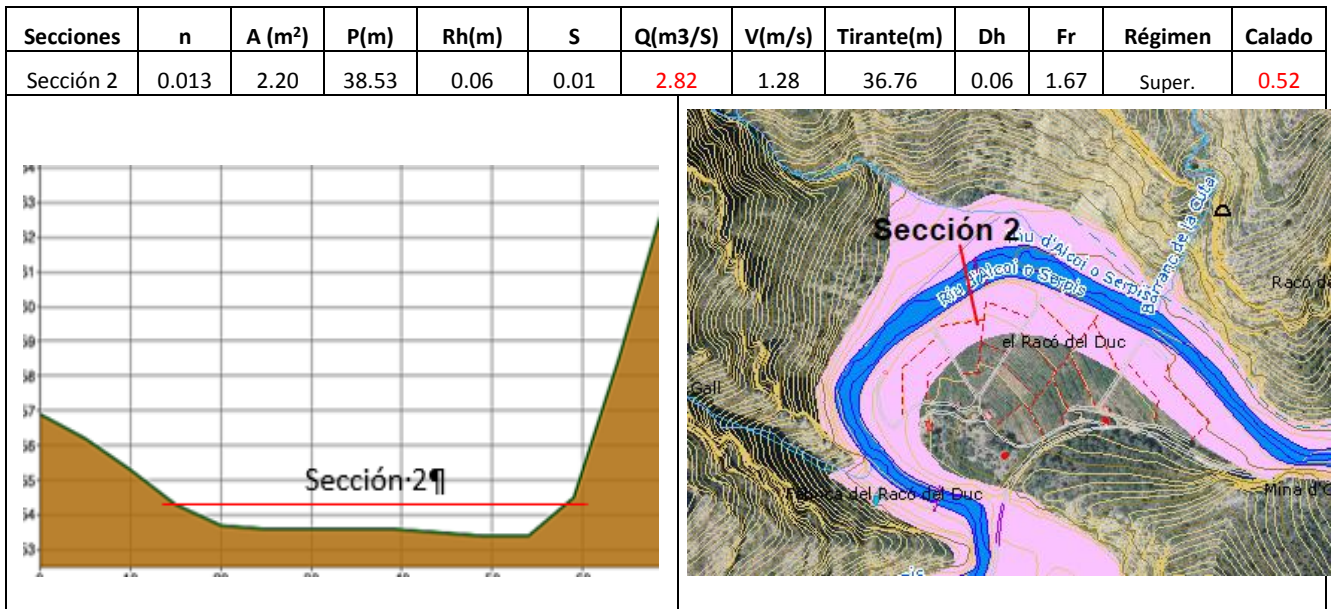 Secciones n A (m²) P(m) Rh(m) S Q(m3/S) V(m/s) Tirante(m) Dh Fr Régimen Calado
Sección 2 0.013 2.20 38.53 0.06 0.01 2.82 1.28 36.76 0.06 1.67 Super. 0.52
Sección·2¶
Sección 2
Riu d'Alcoi o Serpis
Riu d'Alcoi o Serpis
Barranc de la Cuta
Racó de
el Racó del Duc
Gall
Fàbrica del Racó del Duc
Mina d'